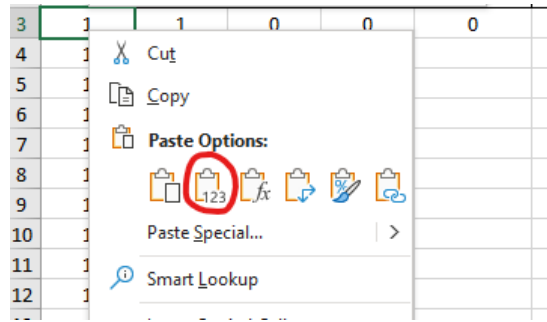 3 1 1 0 0 0
4 1 Cut
5 1 Copy
6 1
7 1 Paste Options:
8 1 123 fx %
9 1
10 1 Paste Special... >
11 1 Smart Lookup
12 1